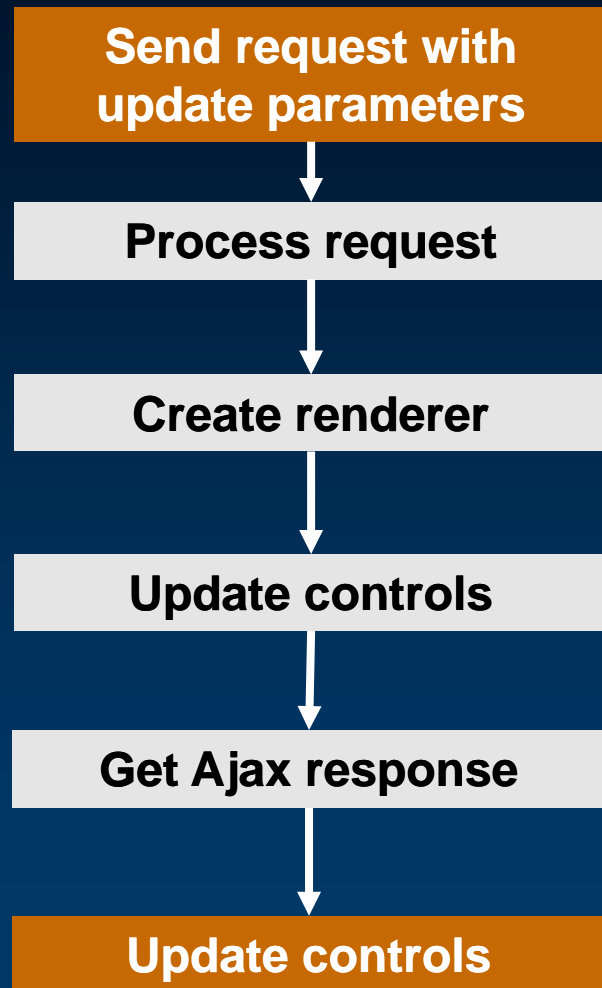 Send request with
update parameters
Process request
Create renderer
Update controls
Get Ajax response
Update controls